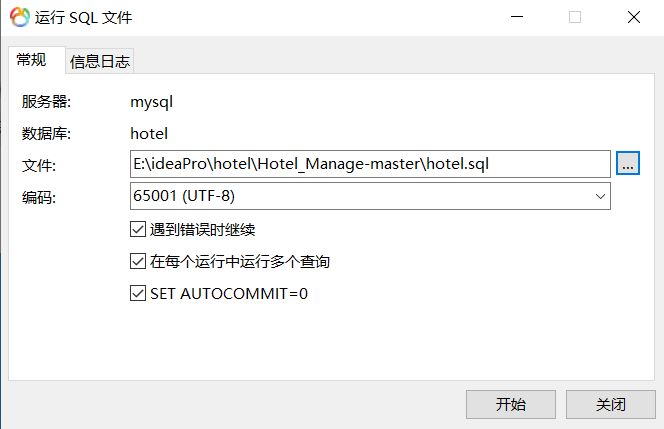 运行 SQL 文件
常规 信息日志
服务器: mysql
数据库: hotel
文件: E:\ideaPro\hotel\Hotel_Manage-master\hotel.sql ...
编码: 65001 (UTF-8)
遇到错误时继续
在每个运行中运行多个查询
SET AUTOCOMMIT=0
开始 关闭